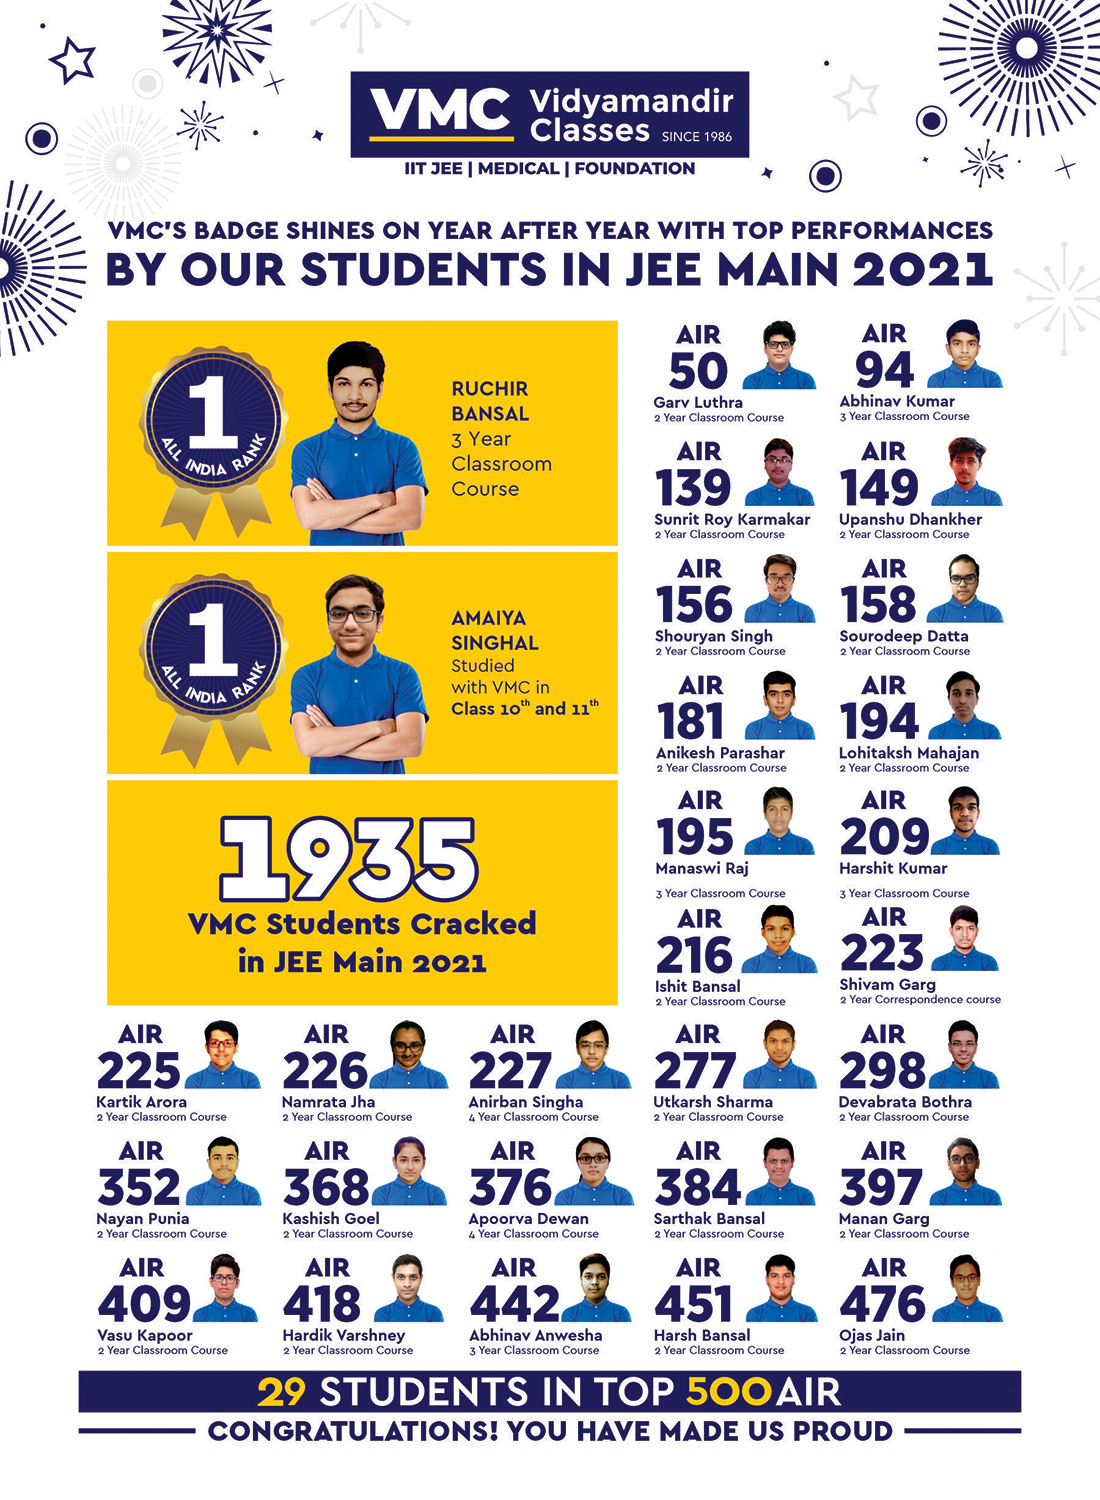 VMC Vidyamandir
Classes SINCE 1986
IIT JEE | MEDICAL | FOUNDATION
VMC'S BADGE SHINES ON YEAR AFTER YEAR WITH TOP PERFORMANCES
BY OUR STUDENTS IN JEE MAIN 2021
1
ALL INDIA RANK
RUCHIR
BANSAL
3 Year
Classroom
Course
1
ALL INDIA RANK
AMAIYA
SINGHAL
Studied
with VMC in
Class 10th and 11th
1935
VMC Students Cracked
in JEE Main 2021
AIR
50
Garv Luthra
2 Year Classroom Course
AIR
94
Abhinav Kumar
3 Year Classroom Course
AIR
139
Sunrit Roy Karmakar
2 Year Classroom Course
AIR
149
Upanshu Dhankher
2 Year Classroom Course
AIR
156
Shouryan Singh
2 Year Classroom Course
AIR
158
Sourodeep Datta
2 Year Classroom Course
AIR
181
Anikesh Parashar
2 Year Classroom Course
AIR
194
Lohitaksh Mahajan
2 Year Classroom Course
AIR
195
Manaswi Raj
3 Year Classroom Course
AIR
209
Harshit Kumar
3 Year Classroom Course
AIR
216
Ishit Bansal
2 Year Classroom Course
AIR
223
Shivam Garg
2 Year Correspondence course
AIR
225
Kartik Arora
2 Year Classroom Course
AIR
226
Namrata Jha
2 Year Classroom Course
AIR
227
Anirban Singha
4 Year Classroom Course
AIR
277
Utkarsh Sharma
2 Year Classroom Course
AIR
298
Devabrata Bothra
2 Year Classroom Course
AIR
352
Nayan Punia
2 Year Classroom Course
AIR
368
Kashish Goel
2 Year Classroom Course
AIR
376
Apoorva Dewan
4 Year Classroom Course
AIR
384
Sarthak Bansal
2 Year Classroom Course
AIR
397
Manan Garg
2 Year Classroom Course
AIR
409
Vasu Kapoor
2 Year Classroom Course
AIR
418
Hardik Varshney
2 Year Classroom Course
AIR
442
Abhinav Anwesha
3 Year Classroom Course
AIR
451
Harsh Bansal
2 Year Classroom Course
AIR
476
Ojas Jain
2 Year Classroom Course
29 STUDENTS IN TOP 500 AIR
CONGRATULATIONS! YOU HAVE MADE US PROUD